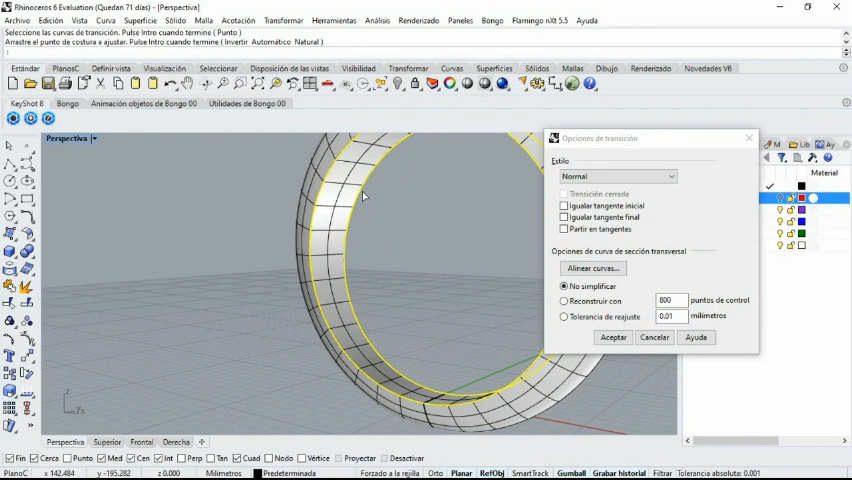 Rhinoceros 6 Evaluation (Quedan 71 días) - [Perspectiva]
Archivo Edición Vista Curva Superficie Sólido Malla Acotación Transformar Herramientas Análisis Renderizado Paneles Bongo Flamingo nXt 5.5 Ayuda
Seleccione las curvas de transición. Pulse Intro cuando termine ( Punto )
Arrastre el punto de costura a ajustar. Pulse Intro cuando termine ( Invertir Automático Natural )
:
Estándar PlanosC Definir vista Visualización Seleccionar Disposición de las vistas Visibilidad Transformar Curvas Superficies Sólidos Mallas Renderizado Dibujo Novedades V6
KeyShot 8 Bongo Animación objetos de Bongo 00 Utilidades de Bongo 00
Perspectiva
Opciones de transición
M Lib Ay
Material
Estilo
Normal
Transición cerrada
Igualar tangente inicial
Igualar tangente final
Partir en tangentes
Opciones de curva de sección transversal
Alinear curvas...
No simplificar
Reconstruir con 800 puntos de control
Tolerancia de reajuste 0.01 milímetros
Aceptar Cancelar Ayuda
z
y x
Perspectiva Superior Frontal Derecha
Fin Cerca Punto Med Cen Int Perp Tan Cuad Nodo Vértice Proyectar Desactivar
PlanoC x 142.484 y -195.282 z 0.000 Milímetros Predeterminada Forzado a la rejilla Orto Planar RefObj SmartTrack Gumball Grabar historial Filtrar Tolerancia absoluta: 0.001